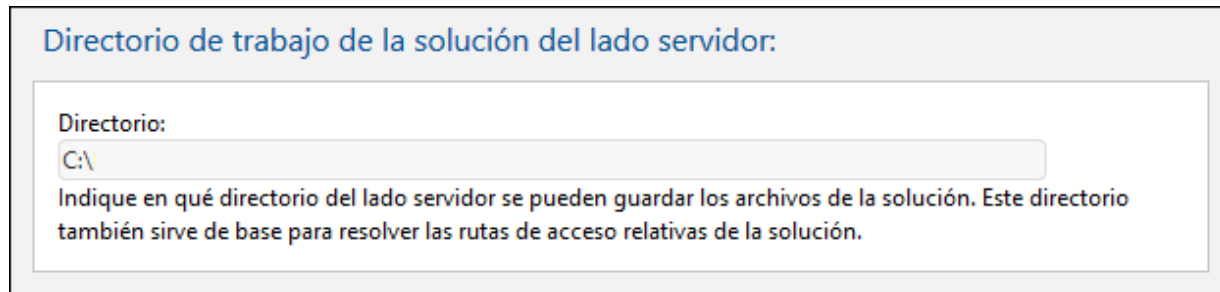 Directorio de trabajo de la solución del lado servidor:
Directorio:
C:\
Indique en qué directorio del lado servidor se pueden guardar los archivos de la solución. Este directorio
también sirve de base para resolver las rutas de acceso relativas de la solución.